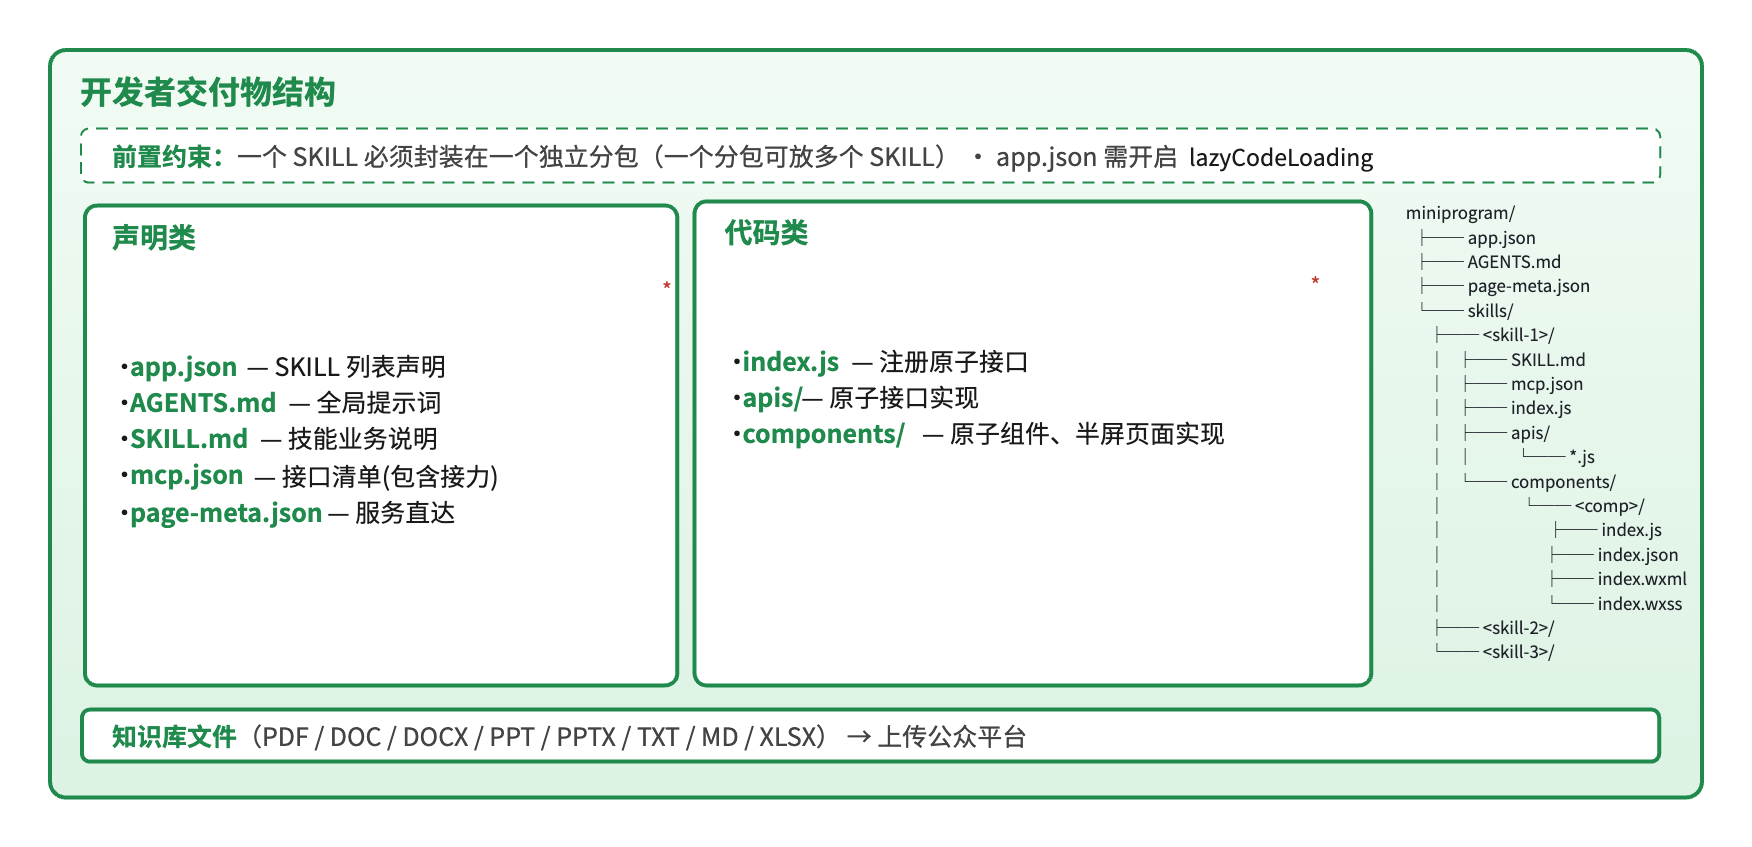 开发者交付物结构
前置约束：一个 SKILL 必须封装在一个独立分包（一个分包可放多个 SKILL） · app.json 需开启 lazyCodeLoading
声明类
*
·app.json — SKILL 列表声明
·AGENTS.md — 全局提示词
·SKILL.md — 技能业务说明
·mcp.json — 接口清单(包含接力)
·page-meta.json — 服务直达
代码类
*
·index.js — 注册原子接口
·apis/— 原子接口实现
·components/ — 原子组件、半屏页面实现
miniprogram/
├── app.json
├── AGENTS.md
├── page-meta.json
└── skills/
├── <skill-1>/
│ ├── SKILL.md
│ ├── mcp.json
│ ├── index.js
│ ├── apis/
│ │ └── *.js
│ └── components/
│ └── <comp>/
│ ├── index.js
│ ├── index.json
│ ├── index.wxml
│ └── index.wxss
├── <skill-2>/
└── <skill-3>/
知识库文件（PDF / DOC / DOCX / PPT / PPTX / TXT / MD / XLSX） → 上传公众平台